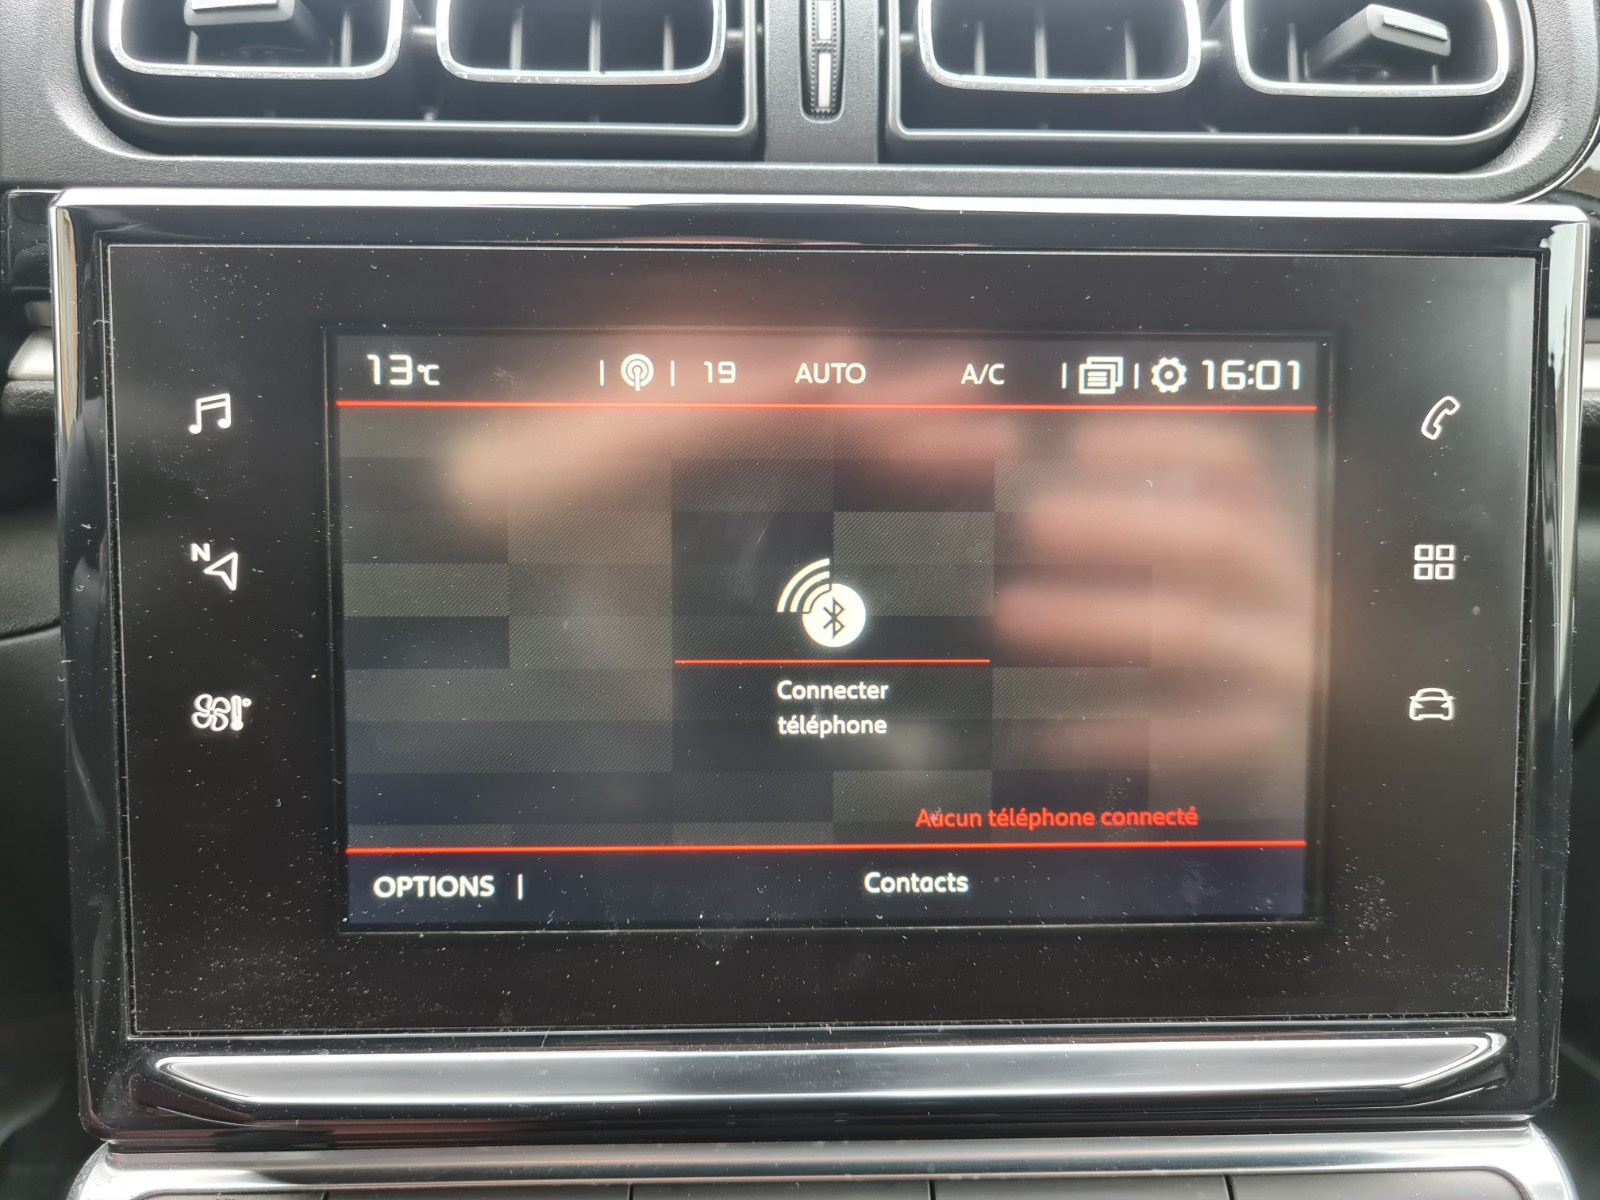 13°C 19 AUTO A/C 16:01
N
Connecter
téléphone
Aucun téléphone connecté
OPTIONS
Contacts